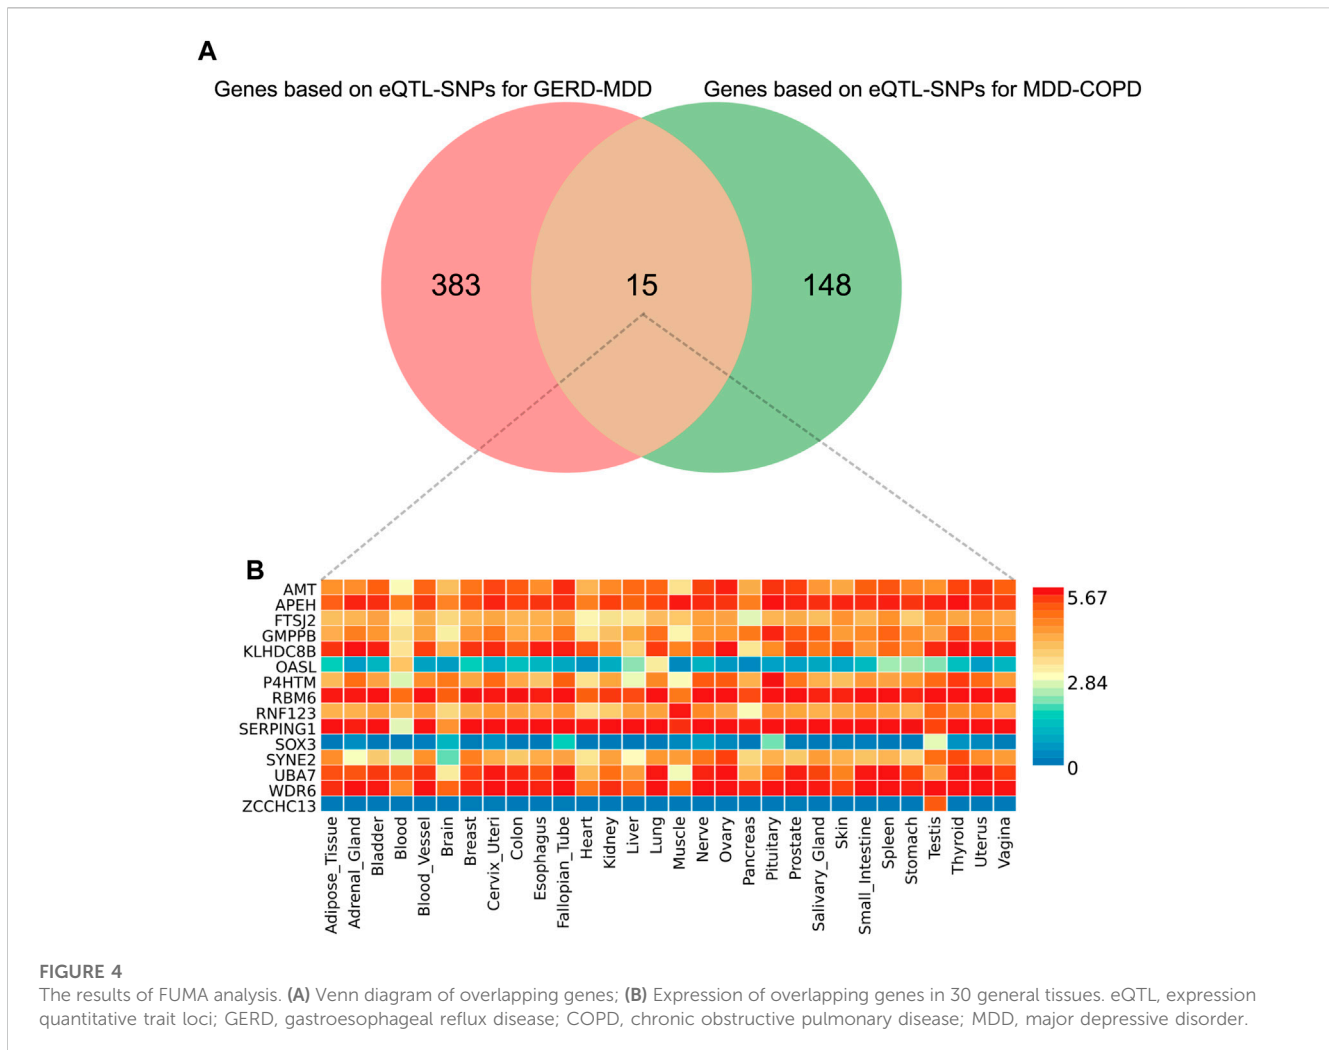 A
Genes based on eQTL-SNPs for GERD-MDD Genes based on eQTL-SNPs for MDD-COPD
383 15 148
B
AMT
APEH
FTSJ2
GMPPB
KLHDC8B
OASL
P4HTM
RBM6
RNF123
SERPING1
SOX3
SYNE2
UBA7
WDR6
ZCCHC13
5.67
2.84
0
Adipose_Tissue
Adrenal_Gland
Bladder
Blood
Blood_Vessel
Brain
Breast
Cervix_Uteri
Colon
Esophagus
Fallopian_Tube
Heart
Kidney
Liver
Lung
Muscle
Nerve
Ovary
Pancreas
Pituitary
Prostate
Salivary_Gland
Skin
Small_Intestine
Spleen
Stomach
Testis
Thyroid
Uterus
Vagina
FIGURE 4
The results of FUMA analysis. (A) Venn diagram of overlapping genes; (B) Expression of overlapping genes in 30 general tissues. eQTL, expression
quantitative trait loci; GERD, gastroesophageal reflux disease; COPD, chronic obstructive pulmonary disease; MDD, major depressive disorder.